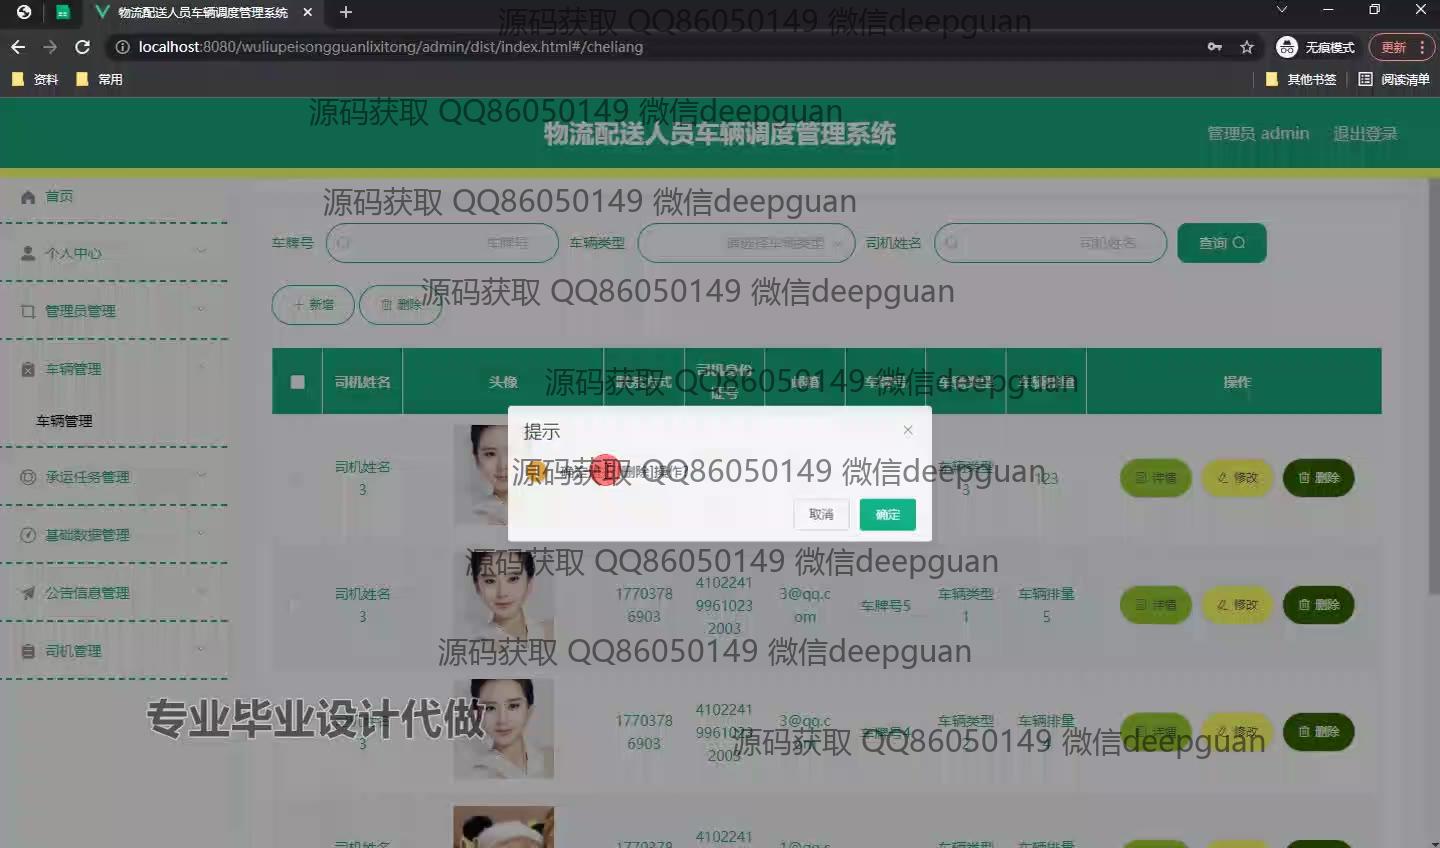 物流配送人员车辆调度管理系统
源码获取 QQ86050149 微信deepguan
localhost:8080/wuliupeisongguanlixitong/admin/dist/index.html#/cheliang
无痕模式
更新
资料
常用
其他书签
阅读清单
源码获取 QQ86050149 微信deepguan
物流配送人员车辆调度管理系统
管理员 admin
退出登录
首页
源码获取 QQ86050149 微信deepguan
车牌号
车牌号
车辆类型
请选择车辆类型
司机姓名
司机姓名
查询
个人中心
源码获取 QQ86050149 微信deepguan
新增
删除
管理员管理
车辆管理
车辆管理
司机姓名
头像
联系方式
司机身份证号
邮箱
车牌号
车辆类型
车辆排量
操作
源码获取 QQ86050149 微信deepguan
提示
源码获取 QQ86050149 微信deepguan
取消
确定
司机姓名
3
车辆类型
3
123
详情
修改
删除
承运任务管理
基础数据管理
公告信息管理
司机管理
源码获取 QQ86050149 微信deepguan
司机姓名
3
1770378
6903
4102241
9961023
2003
3@qq.c
om
车牌号5
车辆类型
1
车辆排量
5
详情
修改
删除
源码获取 QQ86050149 微信deepguan
专业毕业设计代做
3
1770378
6903
4102241
9961023
2003
3@qq.c
车牌号4
车辆类型
车辆排量
4
详情
修改
删除
源码获取 QQ86050149 微信deepguan
司机姓名
4102241
1770378
1@qq.c
车辆类型
车辆排量